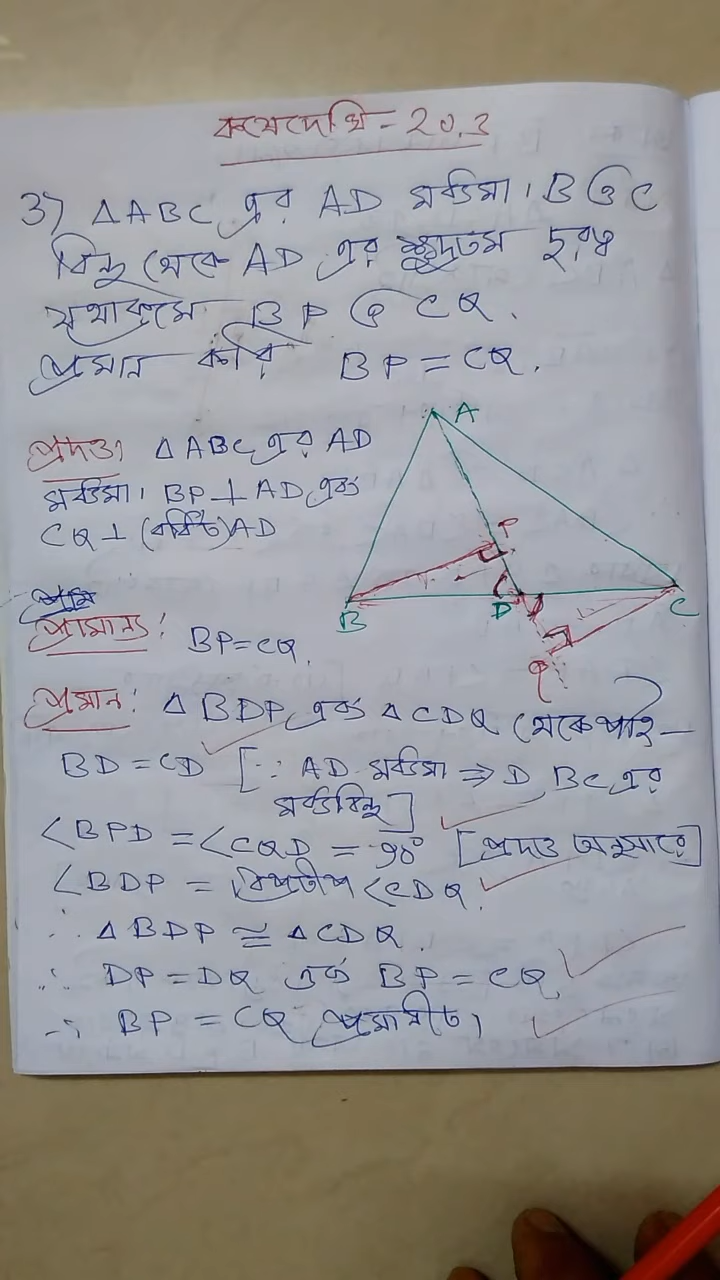 কষেদেখি - 20.3
3) △ABC এর AD মধ্যমা। B ও C
বিন্দু থেকে AD এর ক্ষুদ্রতম দূরত্ব
যথাক্রমে BP ও CQ.
প্রমান করি BP = CQ.
A
প্রদত্ত। △ABC এর AD
মধ্যমা। BP ⊥ AD এবং
CQ ⊥ (বর্ধিত) AD
P
B
D
C
Q
প্রামান্য: BP = CQ.
প্রমান: △BDP এবং △CDQ থেকে পাই-
BD = CD [∵ AD মধ্যমা ⇒ D BC এর
মধ্যবিন্দু]
∠BPD = ∠CQD = 90° [প্রদত্ত অনুসারে]
∠BDP = বিপ্রতীপ ∠CDQ.
∴ △BDP ≅ △CDQ.
∴ DP = DQ এবং BP = CQ
∴ BP = CQ প্রমাণীত।